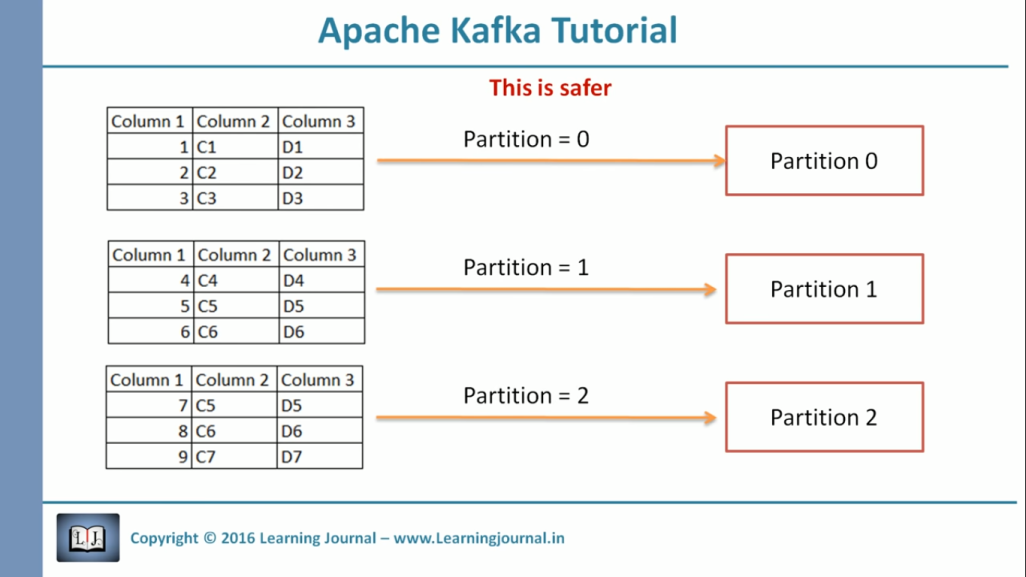 Apache Kafka Tutorial
This is safer
Column 1 Column 2 Column 3
1 C1 D1
2 C2 D2
3 C3 D3
Partition = 0
Partition 0
Column 1 Column 2 Column 3
4 C4 D4
5 C5 D5
6 C6 D6
Partition = 1
Partition 1
Column 1 Column 2 Column 3
7 C5 D5
8 C6 D6
9 C7 D7
Partition = 2
Partition 2
L J
Copyright © 2016 Learning Journal – www.Learningjournal.in